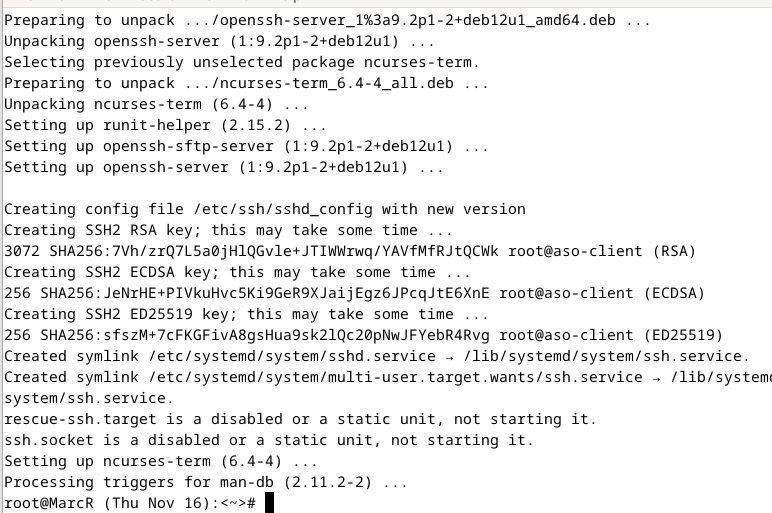 Preparing to unpack .../openssh-server_1%3a9.2p1-2+deb12u1_amd64.deb ...
Unpacking openssh-server (1:9.2p1-2+deb12u1) ...
Selecting previously unselected package ncurses-term.
Preparing to unpack .../ncurses-term_6.4-4_all.deb ...
Unpacking ncurses-term (6.4-4) ...
Setting up runit-helper (2.15.2) ...
Setting up openssh-sftp-server (1:9.2p1-2+deb12u1) ...
Setting up openssh-server (1:9.2p1-2+deb12u1) ...

Creating config file /etc/ssh/sshd_config with new version
Creating SSH2 RSA key; this may take some time ...
3072 SHA256:7Vh/zrQ7L5a0jHlQGvle+JTIWWrwq/YAVfMfRJtQCWk root@aso-client (RSA)
Creating SSH2 ECDSA key; this may take some time ...
256 SHA256:JeNrHE+PIVkuHvc5Ki9GeR9XJaijEgz6JPcqJtE6XnE root@aso-client (ECDSA)
Creating SSH2 ED25519 key; this may take some time ...
256 SHA256:sfszM+7cFKGFivA8gsHua9sk2lQc20pNwJFYebR4Rvg root@aso-client (ED25519)
Created symlink /etc/systemd/system/sshd.service → /lib/systemd/system/ssh.service.
Created symlink /etc/systemd/system/multi-user.target.wants/ssh.service → /lib/system
system/ssh.service.
rescue-ssh.target is a disabled or a static unit, not starting it.
ssh.socket is a disabled or a static unit, not starting it.
Setting up ncurses-term (6.4-4) ...
Processing triggers for man-db (2.11.2-2) ...
root@MarcR (Thu Nov 16):<~>#